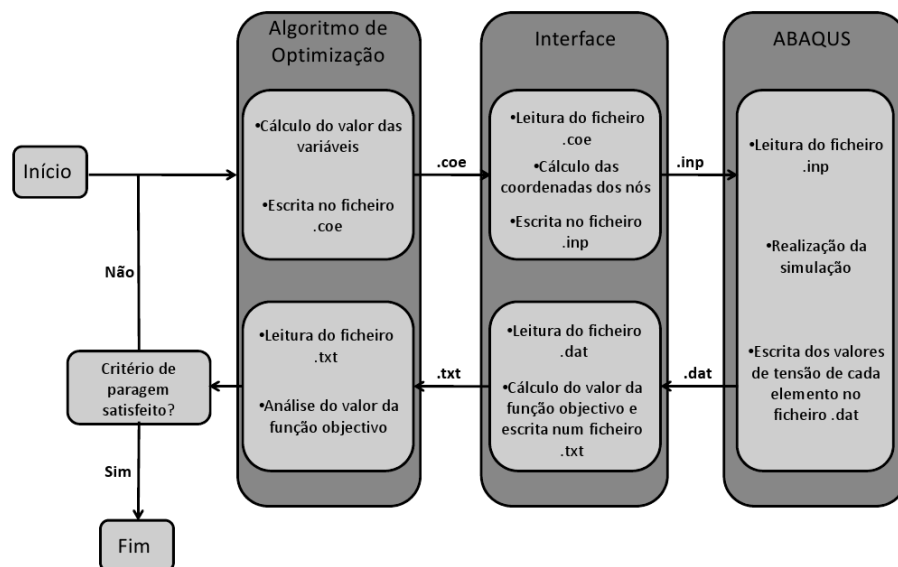 Algoritmo de
Optimização
Interface
ABAQUS
Início
•Cálculo do valor das
variáveis
•Escrita no ficheiro
.coe
.coe
•Leitura do ficheiro
.coe
•Cálculo das
coordenadas dos nós
•Escrita no ficheiro
.inp
.inp
•Leitura do ficheiro
.inp
•Realização da
simulação
•Escrita dos valores
de tensão de cada
elemento no
ficheiro .dat
.dat
•Leitura do ficheiro
.dat
•Cálculo do valor da
função objectivo e
escrita num ficheiro
.txt
.txt
•Leitura do ficheiro
.txt
•Análise do valor da
função objectivo
Critério de
paragem
satisfeito?
Não
Sim
Fim